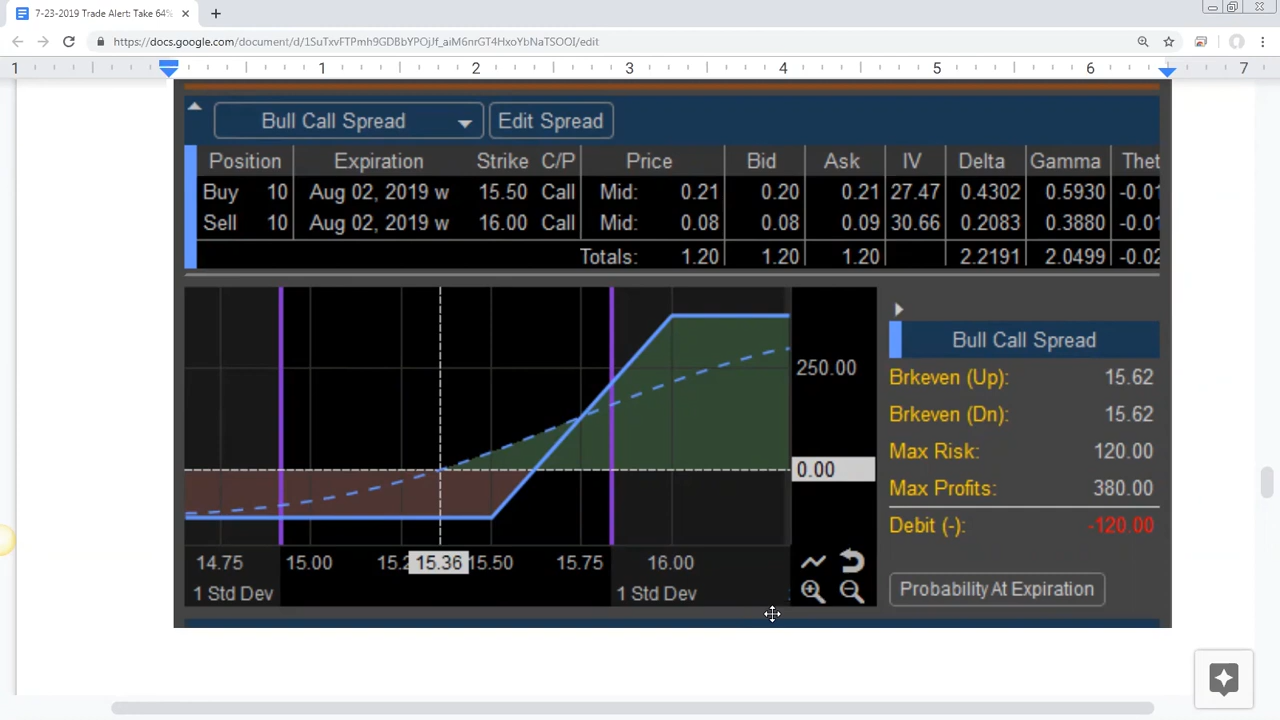 7-23-2019 Trade Alert: Take 64%
https://docs.google.com/document/d/1SuTxvFTPmh9GDBbYPOjJf_aiM6nrGT4HxoYbNaTSOOI/edit
1 1 2 3 4 5 6 7
Bull Call Spread Edit Spread
Position Expiration Strike C/P Price Bid Ask IV Delta Gamma Thet
Buy 10 Aug 02, 2019 w 15.50 Call Mid: 0.21 0.20 0.21 27.47 0.4302 0.5930 -0.01
Sell 10 Aug 02, 2019 w 16.00 Call Mid: 0.08 0.08 0.09 30.66 0.2083 0.3880 -0.01
Totals: 1.20 1.20 1.20 2.2191 2.0499 -0.02
250.00
0.00
14.75 15.00 15.2 15.36 15.50 15.75 16.00
1 Std Dev 1 Std Dev
Bull Call Spread
Brkeven (Up): 15.62
Brkeven (Dn): 15.62
Max Risk: 120.00
Max Profits: 380.00
Debit (-): -120.00
Probability At Expiration